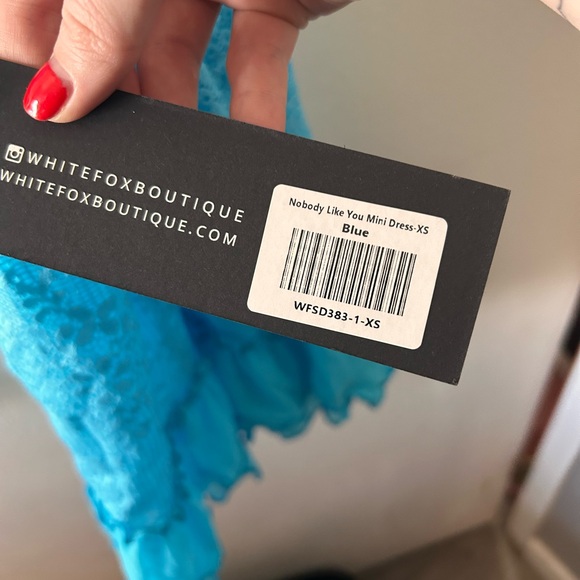 WHITEFOXBOUTIQUE
WHITEFOXBOUTIQUE.COM
Nobody Like You Mini Dress-XS
Blue
WFSD383-1-XS